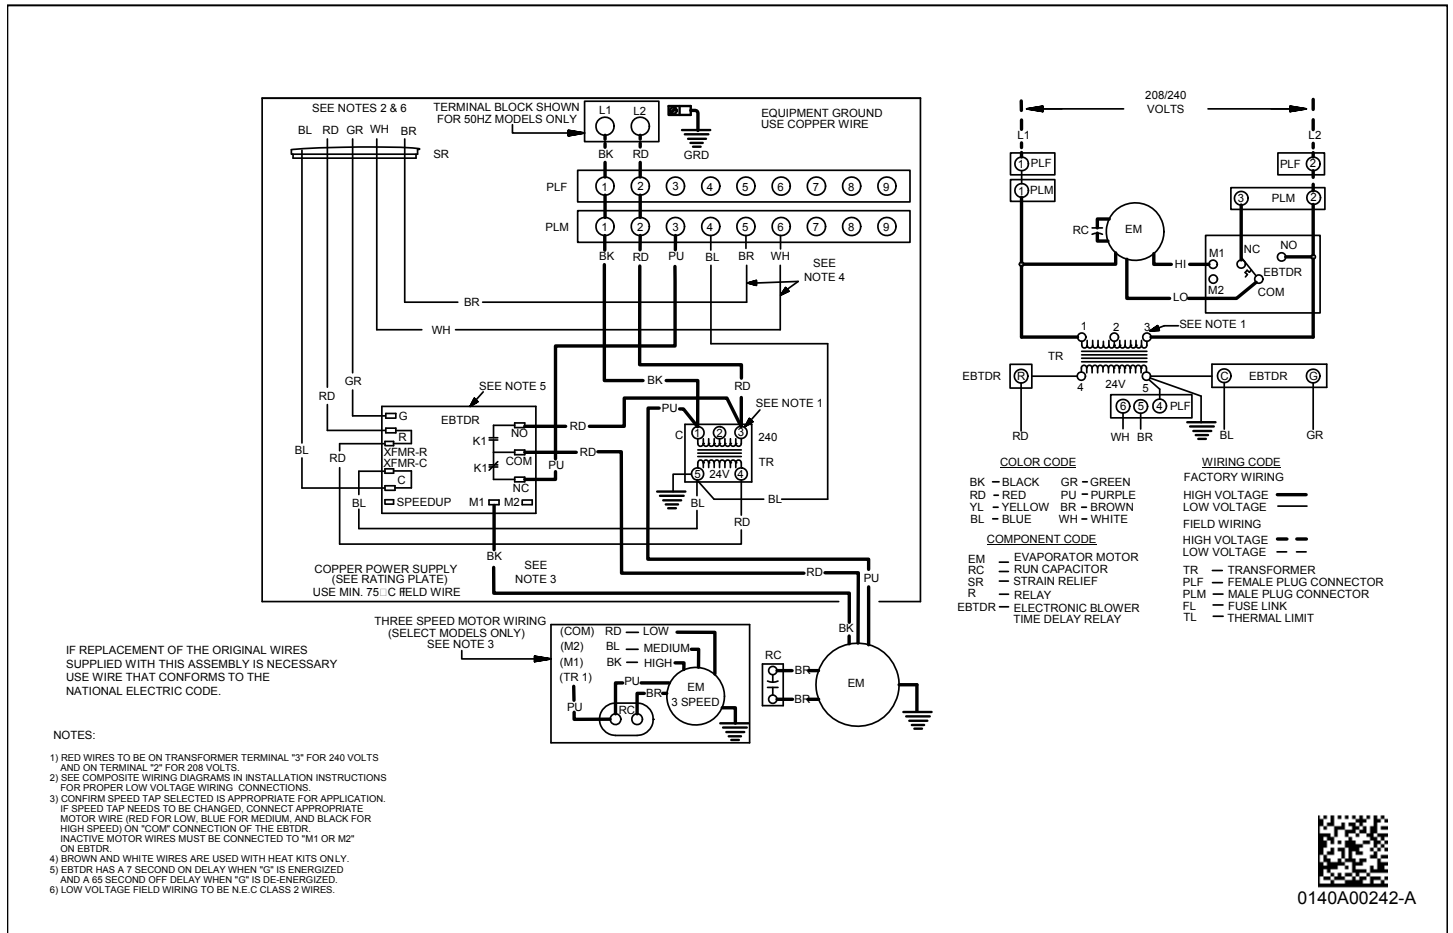 SEE NOTES 2 & 6
BL RD GR WH BR
SR
TERMINAL BLOCK SHOWN
FOR 50HZ MODELS ONLY
L1 L2
BK RD
GRD
EQUIPMENT GROUND
USE COPPER WIRE
PLF 1 2 3 4 5 6 7 8 9
PLM 1 2 3 4 5 6 7 8 9
BK RD PU BL BR WH
SEE
NOTE 4
BR
WH
GR
RD
BL
RD
BL
SEE NOTE 5
EBTDR
G
R
XFMR-R
XFMR-C
C
SPEEDUP
K1
K1
NO
COM
NC
M1 M2
RD
RD
PU
BK
PU
RD
SEE NOTE 1
C 1 2 3 240
TR
5 24V 4
BL
BL
RD
BK
SEE
NOTE 3
RD
PU
BK
COPPER POWER SUPPLY
(SEE RATING PLATE)
USE MIN. 75□C FIELD WIRE
THREE SPEED MOTOR WIRING
(SELECT MODELS ONLY)
SEE NOTE 3
(COM) RD LOW
(M2) BL MEDIUM
(M1) BK HIGH
(TR 1)
PU
PU
BR
RC
EM
3 SPEED
RC
BR
BR
EM
208/240
VOLTS
L1
L2
1 PLF
PLF 2
1 PLM
3 PLM 2
RC
EM
HI
LO
M1
M2
NC
NO
EBTDR
COM
1 2 3
SEE NOTE 1
TR
4 24V 5
EBTDR R
C EBTDR G
6 5 4 PLF
RD
WH BR
BL
GR
COLOR CODE
BK – BLACK GR – GREEN
RD – RED PU – PURPLE
YL – YELLOW BR – BROWN
BL – BLUE WH – WHITE
COMPONENT CODE
EM – EVAPORATOR MOTOR
RC – RUN CAPACITOR
SR – STRAIN RELIEF
R – RELAY
EBTDR – ELECTRONIC BLOWER
TIME DELAY RELAY
WIRING CODE
FACTORY WIRING
HIGH VOLTAGE
LOW VOLTAGE
FIELD WIRING
HIGH VOLTAGE
LOW VOLTAGE
TR – TRANSFORMER
PLF – FEMALE PLUG CONNECTOR
PLM – MALE PLUG CONNECTOR
FL – FUSE LINK
TL – THERMAL LIMIT
IF REPLACEMENT OF THE ORIGINAL WIRES
SUPPLIED WITH THIS ASSEMBLY IS NECESSARY
USE WIRE THAT CONFORMS TO THE
NATIONAL ELECTRIC CODE.
NOTES:
1) RED WIRES TO BE ON TRANSFORMER TERMINAL "3" FOR 240 VOLTS
AND ON TERMINAL "2" FOR 208 VOLTS.
2) SEE COMPOSITE WIRING DIAGRAMS IN INSTALLATION INSTRUCTIONS
FOR PROPER LOW VOLTAGE WIRING CONNECTIONS.
3) CONFIRM SPEED TAP SELECTED IS APPROPRIATE FOR APPLICATION.
IF SPEED TAP NEEDS TO BE CHANGED, CONNECT APPROPRIATE
MOTOR WIRE (RED FOR LOW, BLUE FOR MEDIUM, AND BLACK FOR
HIGH SPEED) ON "COM" CONNECTION OF THE EBTDR.
INACTIVE MOTOR WIRES MUST BE CONNECTED TO "M1 OR M2"
ON EBTDR.
4) BROWN AND WHITE WIRES ARE USED WITH HEAT KITS ONLY.
5) EBTDR HAS A 7 SECOND ON DELAY WHEN "G" IS ENERGIZED
AND A 65 SECOND OFF DELAY WHEN "G" IS DE-ENERGIZED.
6) LOW VOLTAGE FIELD WIRING TO BE N.E.C CLASS 2 WIRES.
0140A00242-A